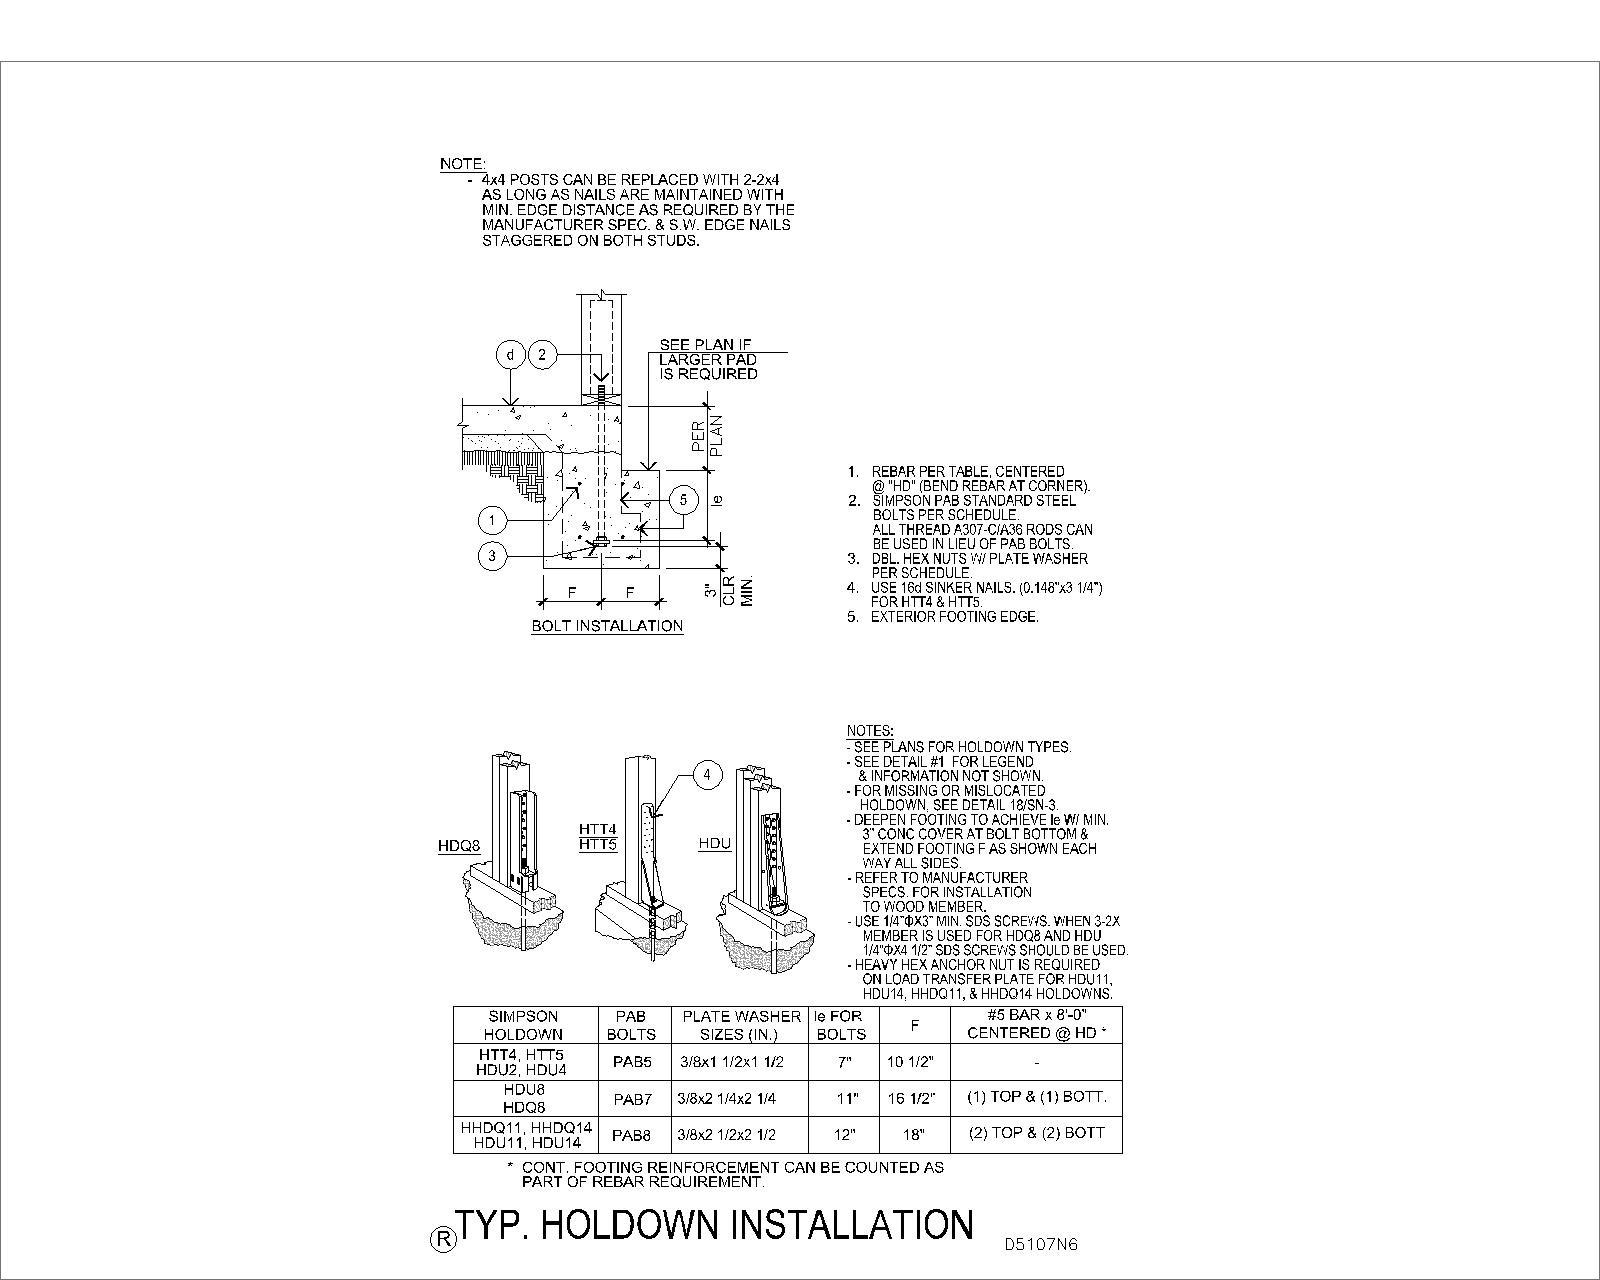 NOTE:
- 4x4 POSTS CAN BE REPLACED WITH 2-2x4
AS LONG AS NAILS ARE MAINTAINED WITH
MIN. EDGE DISTANCE AS REQUIRED BY THE
MANUFACTURER SPEC. & S.W. EDGE NAILS
STAGGERED ON BOTH STUDS.
d 2
SEE PLAN IF
LARGER PAD
IS REQUIRED
PER
PLAN
le
5
1
3
F F
3"
CLR
MIN.
BOLT INSTALLATION
1. REBAR PER TABLE, CENTERED
@ "HD" (BEND REBAR AT CORNER).
2. SIMPSON PAB STANDARD STEEL
BOLTS PER SCHEDULE.
ALL THREAD A307-C/A36 RODS CAN
BE USED IN LIEU OF PAB BOLTS.
3. DBL. HEX NUTS W/ PLATE WASHER
PER SCHEDULE.
4. USE 16d SINKER NAILS. (0.148"x3 1/4")
FOR HTT4 & HTT5.
5. EXTERIOR FOOTING EDGE.
HDQ8
HTT4
HTT5
4
HDU
NOTES:
- SEE PLANS FOR HOLDOWN TYPES.
- SEE DETAIL #1 FOR LEGEND
& INFORMATION NOT SHOWN.
- FOR MISSING OR MISLOCATED
HOLDOWN, SEE DETAIL 18/SN-3.
- DEEPEN FOOTING TO ACHIEVE le W/ MIN.
3" CONC COVER AT BOLT BOTTOM &
EXTEND FOOTING F AS SHOWN EACH
WAY ALL SIDES.
- REFER TO MANUFACTURER
SPECS. FOR INSTALLATION
TO WOOD MEMBER.
- USE 1/4"ΦX3" MIN. SDS SCREWS. WHEN 3-2X
MEMBER IS USED FOR HDQ8 AND HDU
1/4"ΦX4 1/2" SDS SCREWS SHOULD BE USED.
- HEAVY HEX ANCHOR NUT IS REQUIRED
ON LOAD TRANSFER PLATE FOR HDU11,
HDU14, HHDQ11, & HHDQ14 HOLDOWNS.
SIMPSON HOLDOWN PAB BOLTS PLATE WASHER SIZES (IN.) le FOR BOLTS F #5 BAR x 8'-0" CENTERED @ HD *
HTT4, HTT5 HDU2, HDU4 PAB5 3/8x1 1/2x1 1/2 7" 10 1/2" -
HDU8 HDQ8 PAB7 3/8x2 1/4x2 1/4 11" 16 1/2" (1) TOP & (1) BOTT.
HHDQ11, HHDQ14 HDU11, HDU14 PAB8 3/8x2 1/2x2 1/2 12" 18" (2) TOP & (2) BOTT
* CONT. FOOTING REINFORCEMENT CAN BE COUNTED AS
PART OF REBAR REQUIREMENT.
R TYP. HOLDOWN INSTALLATION D5107N6